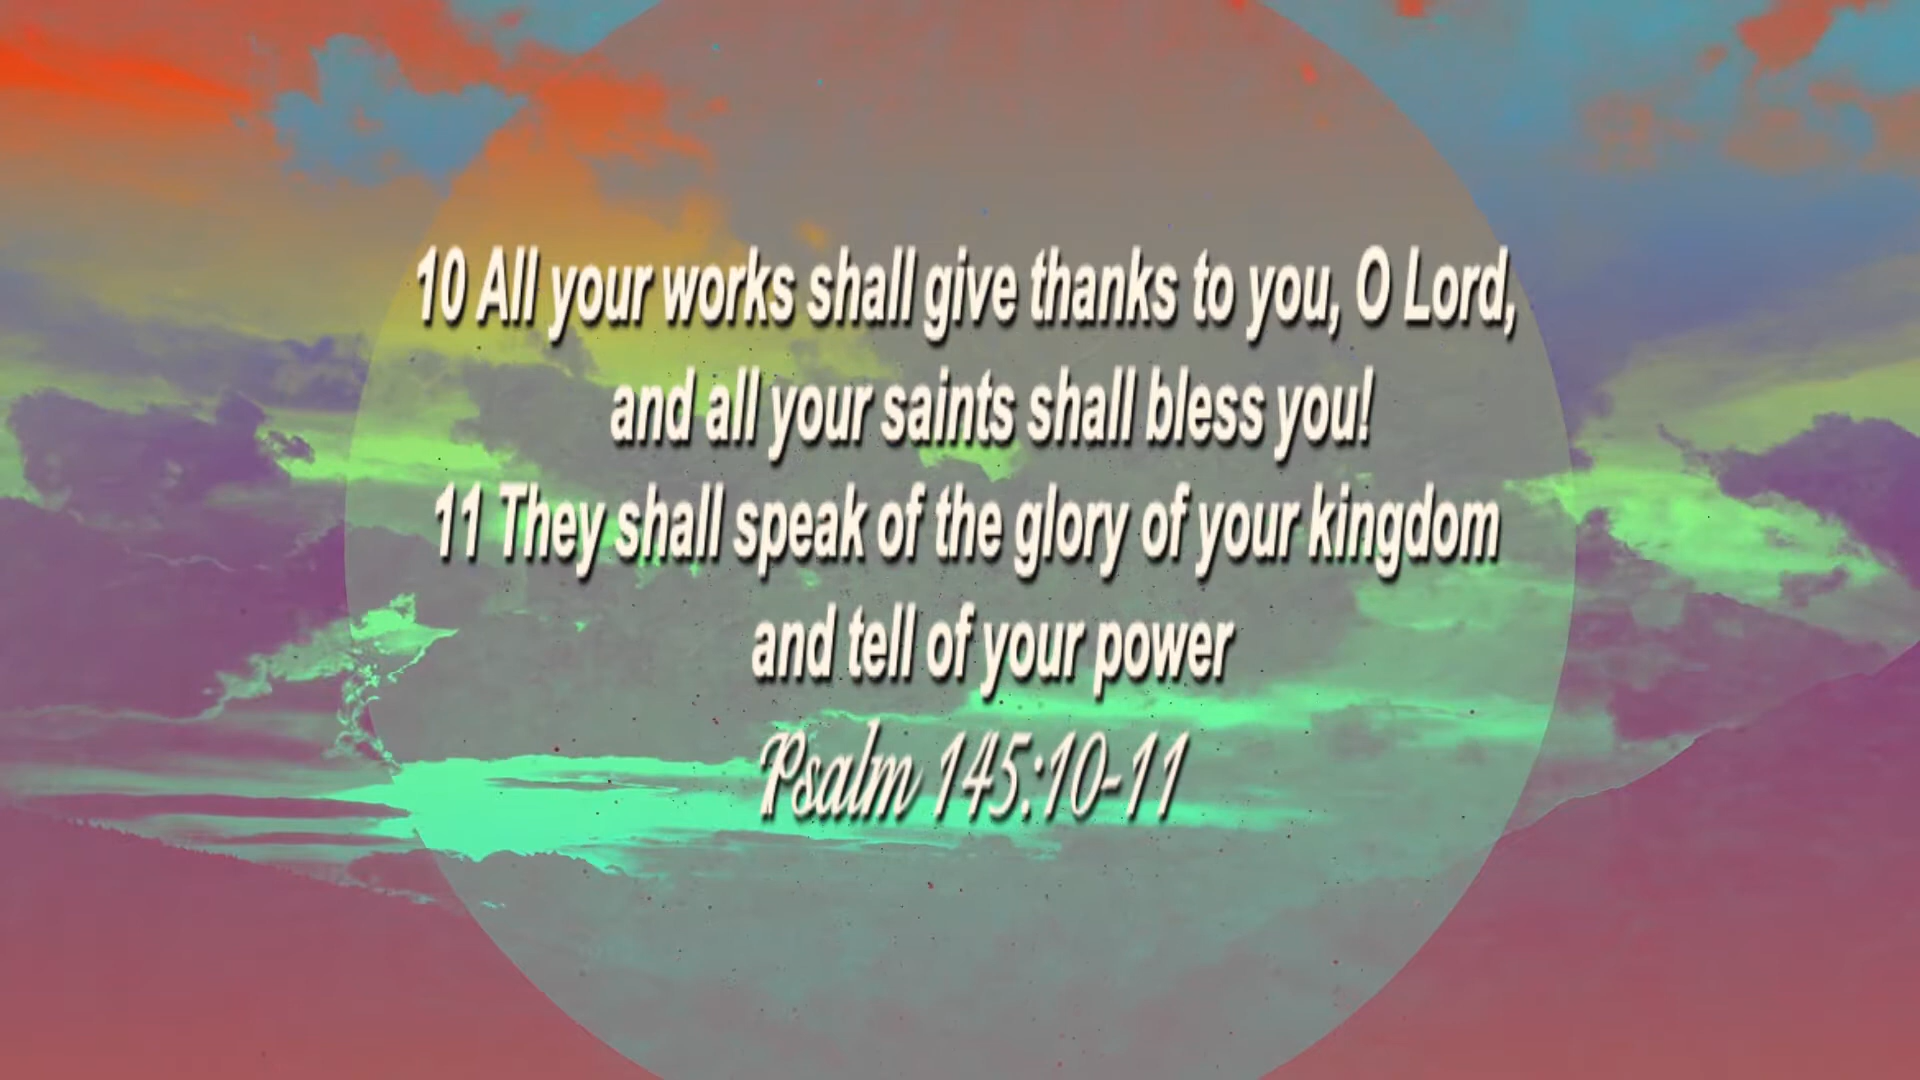 10 All your works shall give thanks to you, O Lord,
and all your saints shall bless you!
11 They shall speak of the glory of your kingdom
and tell of your power
Psalm 145:10-11